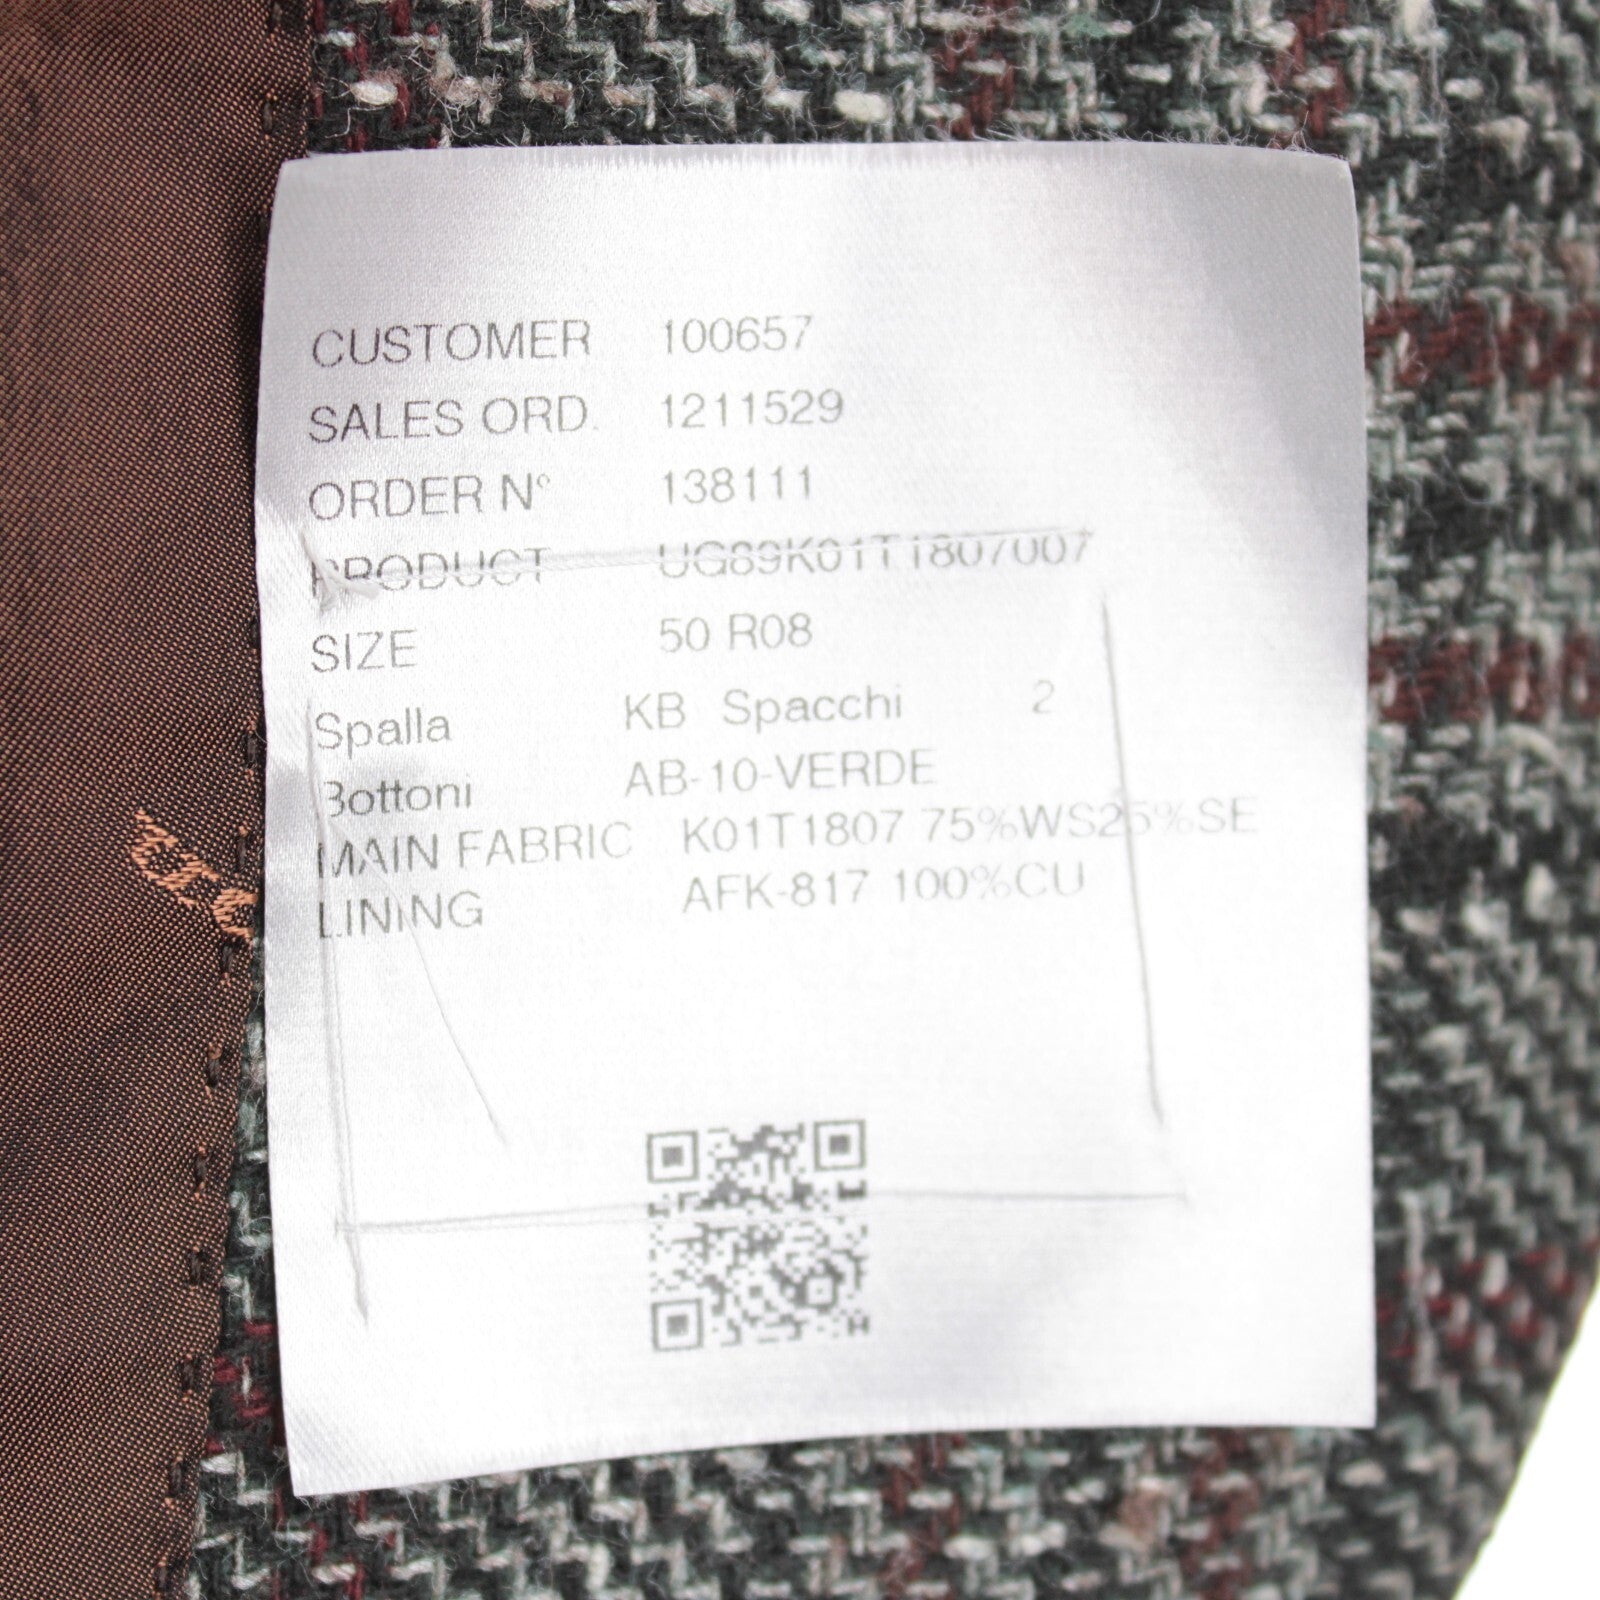 CUSTOMER 100657
SALES ORD. 1211529
ORDER N° 138111
PRODUCT UG89K01T1807007
SIZE 50 R08
Spalla KB Spacchi 2
Bottoni AB-10-VERDE
MAIN FABRIC K01T1807 75%WS25%SE
LINING AFK-817 100%CU